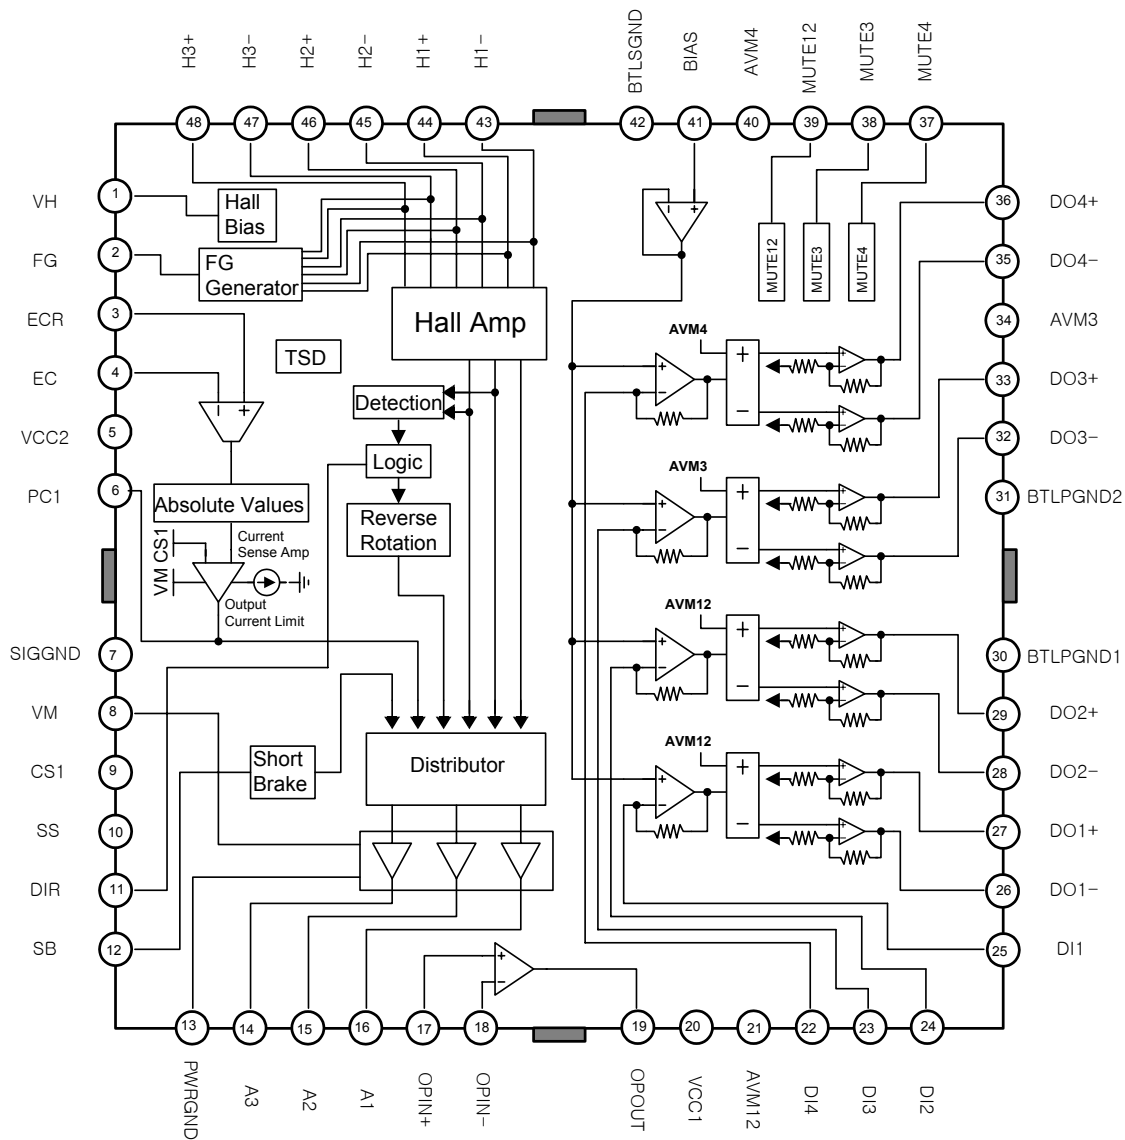 H3+
H3-
H2+
H2-
H1+
H1-
BTLSGND
BIAS
AVM4
MUTE12
MUTE3
MUTE4
48
47
46
45
44
43
42
41
40
39
38
37
VH
1
Hall
Bias
FG
2
FG
Generator
ECR
3
EC
4
VCC2
5
PC1
6
TSD
Hall Amp
Detection
Logic
Reverse
Rotation
- +
Absolute Values
Current
Sense Amp
VM CS1
Output
Current Limit
SIGGND
7
VM
8
CS1
9
SS
10
DIR
11
SB
12
Short
Brake
Distributor
- +
MUTE12
MUTE3
MUTE4
AVM4
+ -
+ -
+ -
+ -
AVM3
+ -
+ -
+ -
+ -
AVM12
+ -
+ -
+ -
+ -
AVM12
+ -
+ -
+ -
+ -
36
DO4+
35
DO4-
34
AVM3
33
DO3+
32
DO3-
31
BTLPGND2
30
BTLPGND1
29
DO2+
28
DO2-
27
DO1+
26
DO1-
25
DI1
+ -
13
14
15
16
17
18
19
20
21
22
23
24
PWRGND
A3
A2
A1
OPIN+
OPIN-
OPOUT
VCC1
AVM12
DI4
DI3
DI2